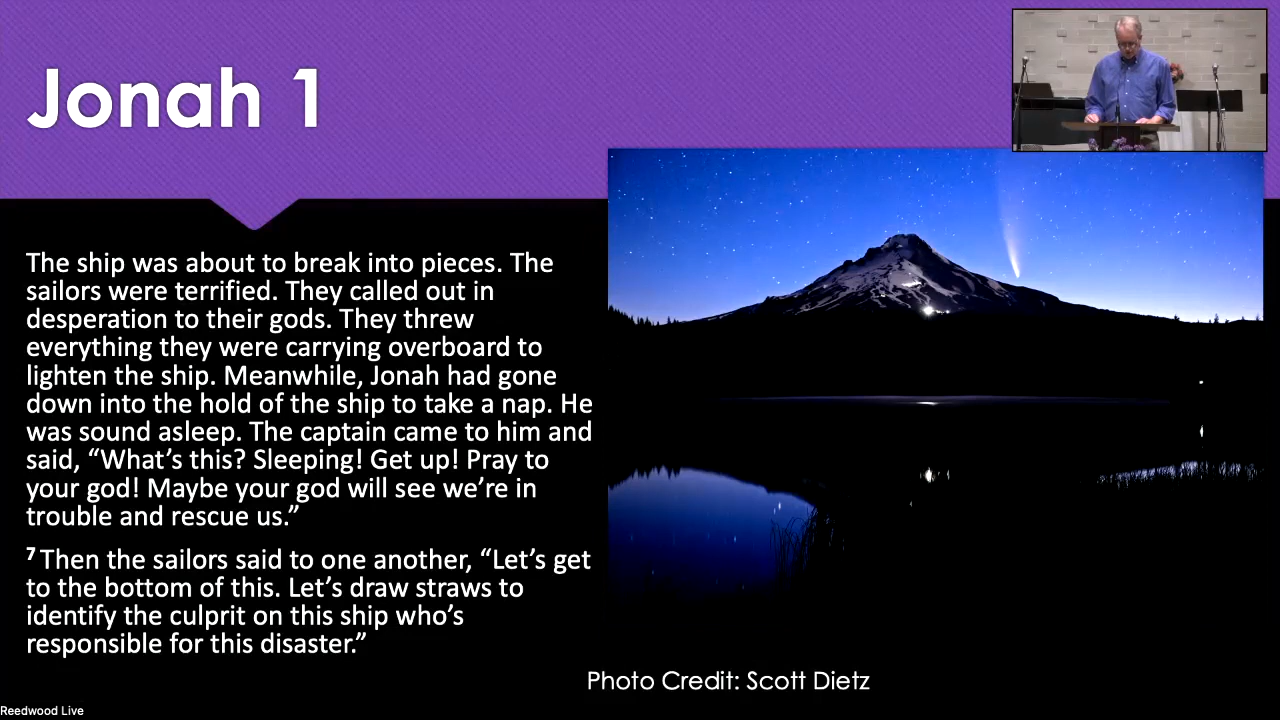 Jonah 1
The ship was about to break into pieces. The
sailors were terrified. They called out in
desperation to their gods. They threw
everything they were carrying overboard to
lighten the ship. Meanwhile, Jonah had gone
down into the hold of the ship to take a nap. He
was sound asleep. The captain came to him and
said, “What’s this? Sleeping! Get up! Pray to
your god! Maybe your god will see we’re in
trouble and rescue us.”
⁷ Then the sailors said to one another, “Let’s get
to the bottom of this. Let’s draw straws to
identify the culprit on this ship who’s
responsible for this disaster.”
Photo Credit: Scott Dietz
Reedwood Live